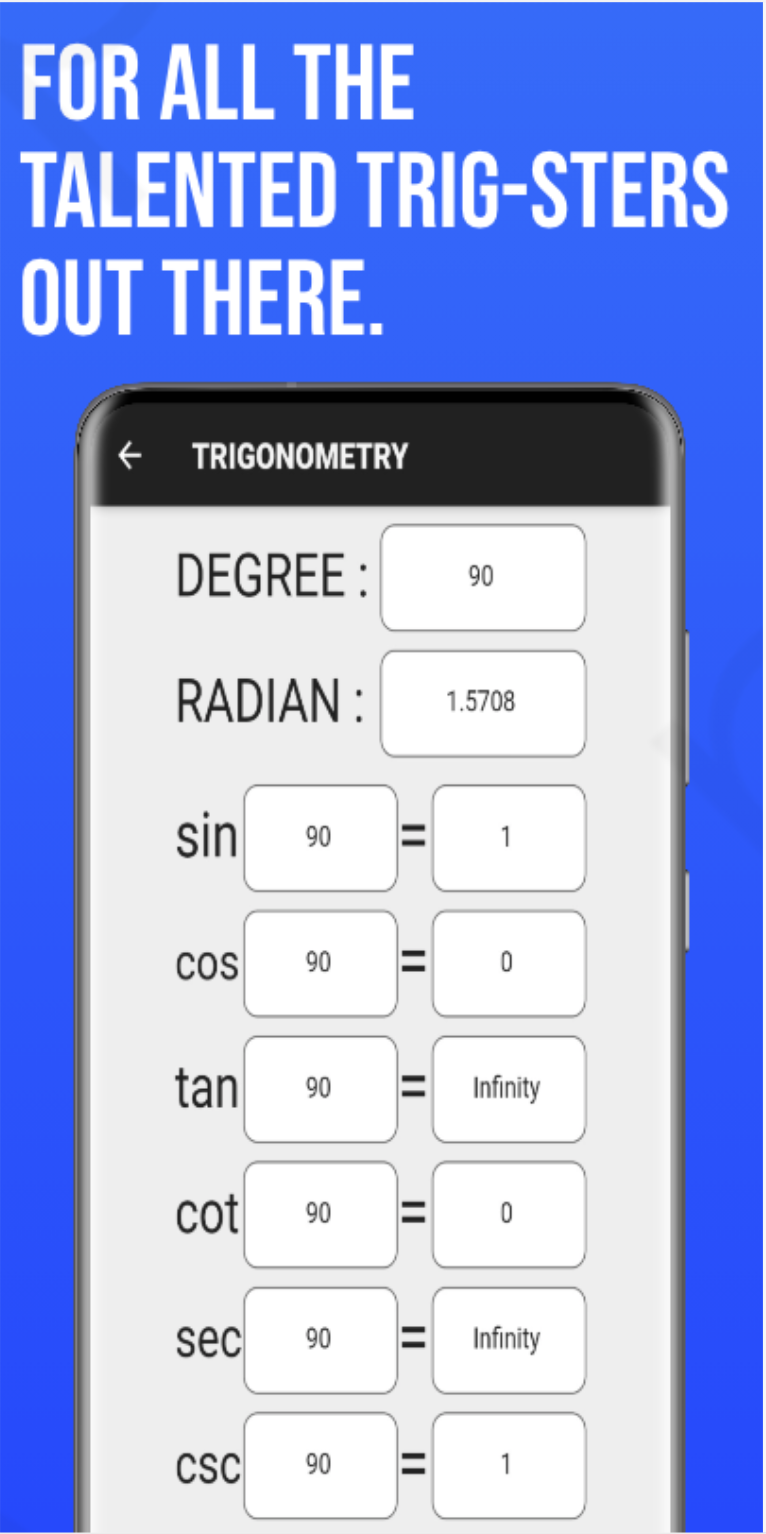 FOR ALL THE
TALENTED TRIG-STERS
OUT THERE.
TRIGONOMETRY
DEGREE : 90
RADIAN : 1.5708
sin 90 = 1
cos 90 = 0
tan 90 = Infinity
cot 90 = 0
sec 90 = Infinity
csc 90 = 1